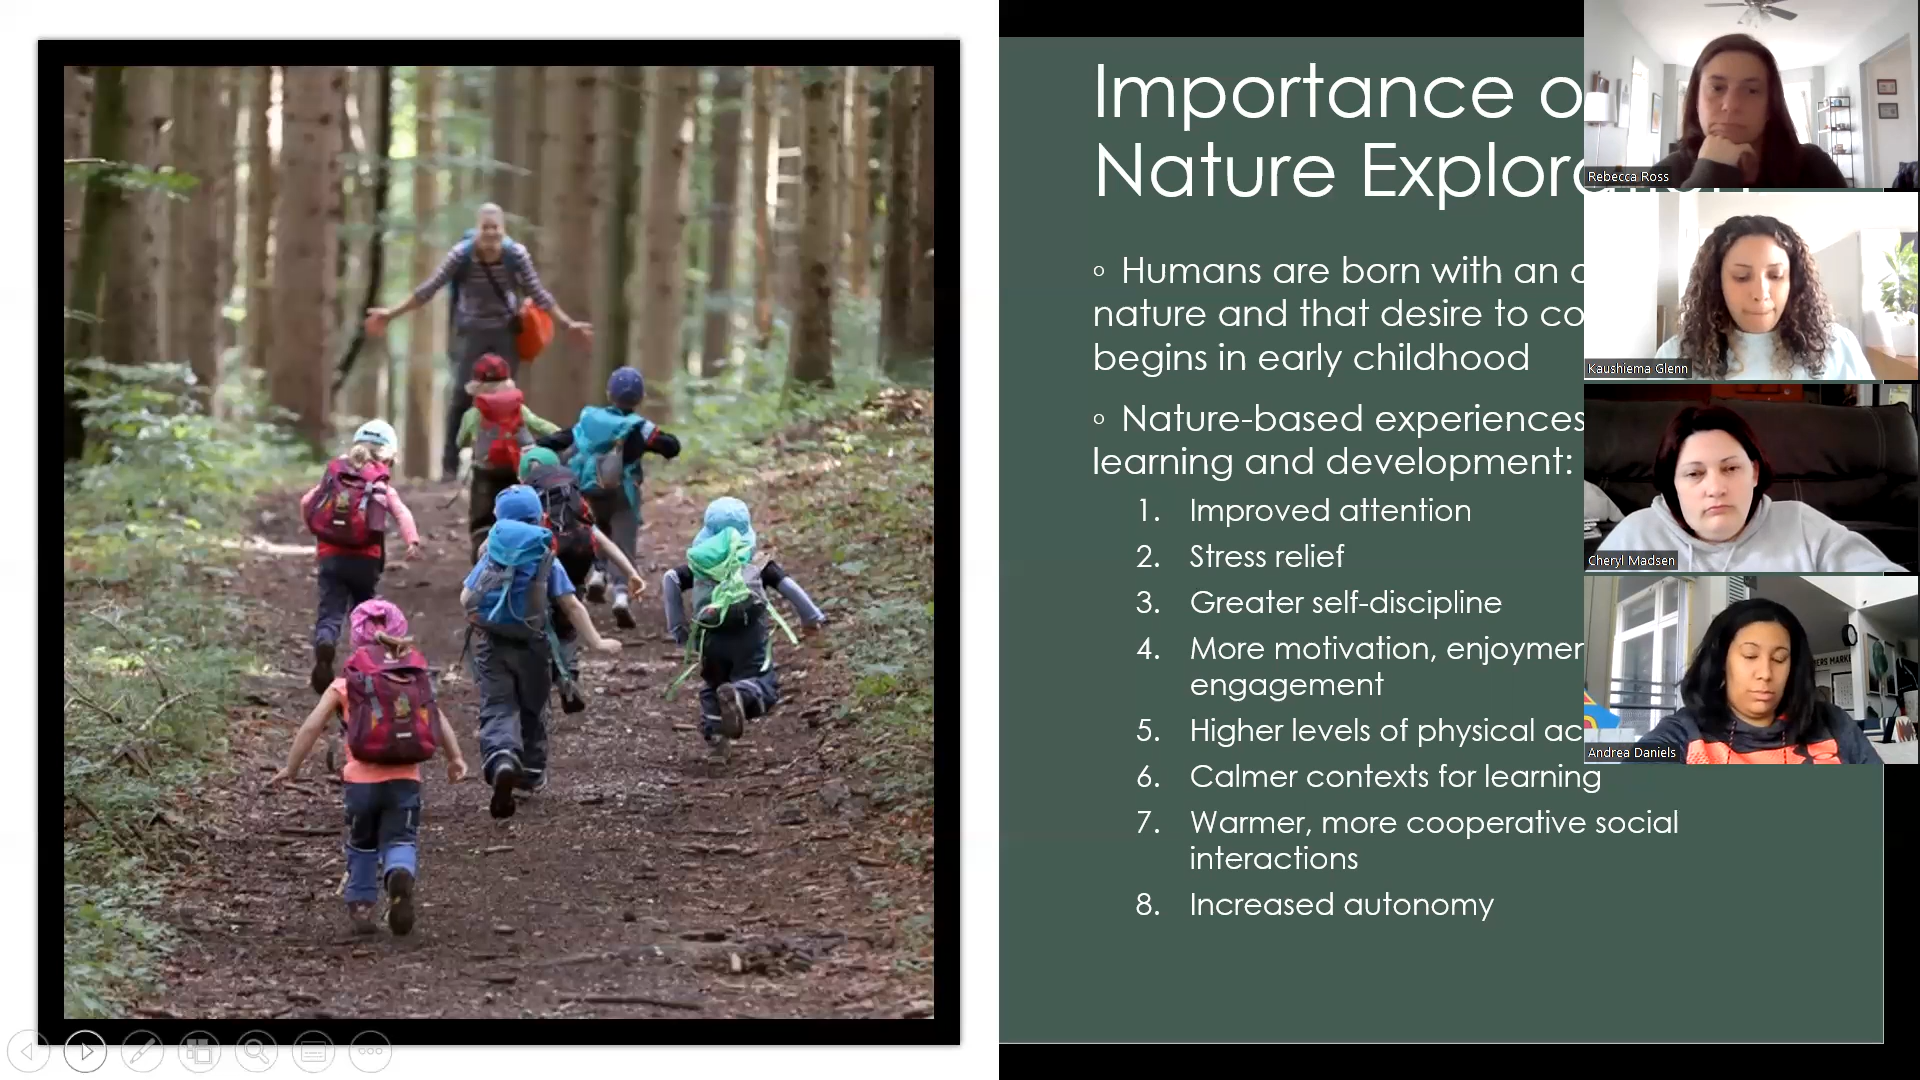 Importance o
Nature Explora
Humans are born with an
nature and that desire to co
begins in early childhood
Nature-based experiences
learning and development:
1. Improved attention
2. Stress relief
3. Greater self-discipline
4. More motivation, enjoymen
engagement
5. Higher levels of physical ac
6. Calmer contexts for learning
7. Warmer, more cooperative social
interactions
8. Increased autonomy
Rebecca Ross
Kaushiema Glenn
Cheryl Madsen
Andrea Daniels